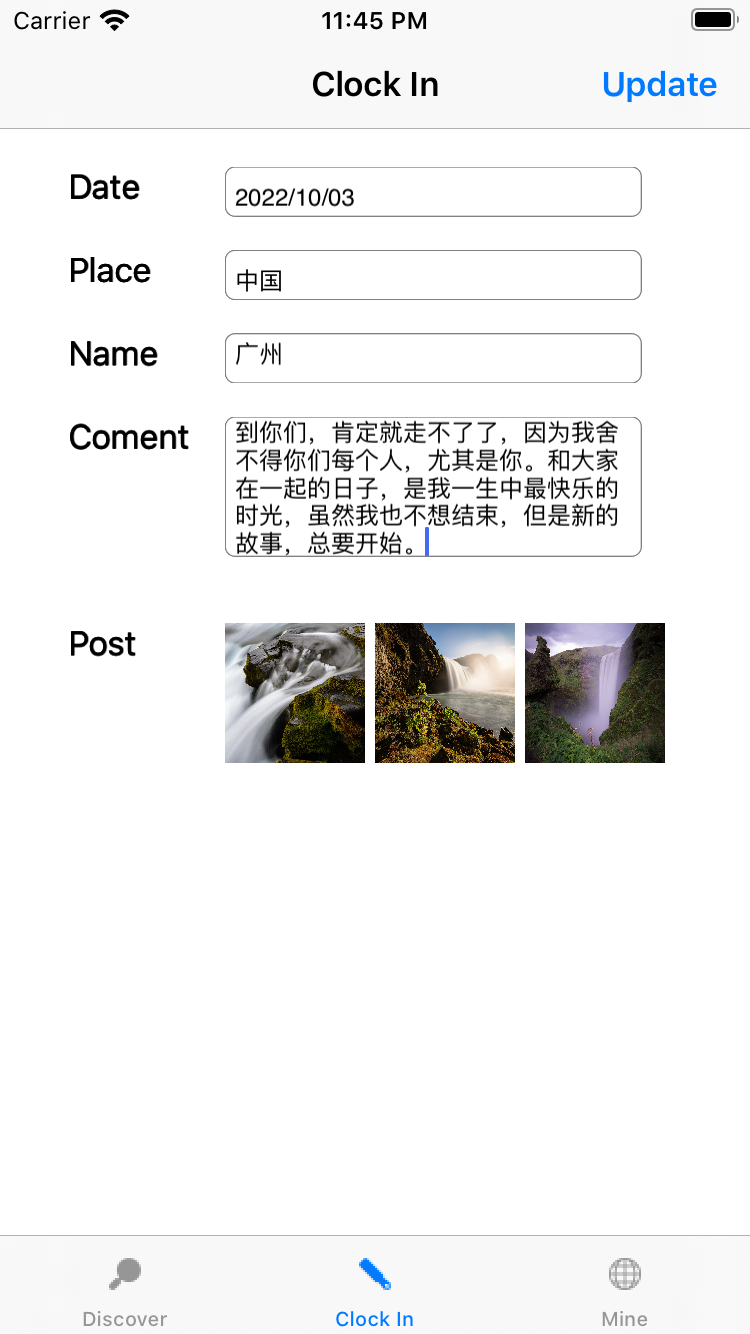 Carrier 11:45 PM
Clock In Update
Date 2022/10/03
Place 中国
Name 广州
Coment 到你们，肯定就走不了了，因为我舍
不得你们每个人，尤其是你。和大家
在一起的日子，是我一生中最快乐的
时光，虽然我也不想结束，但是新的
故事，总要开始。
Post
Discover Clock In Mine